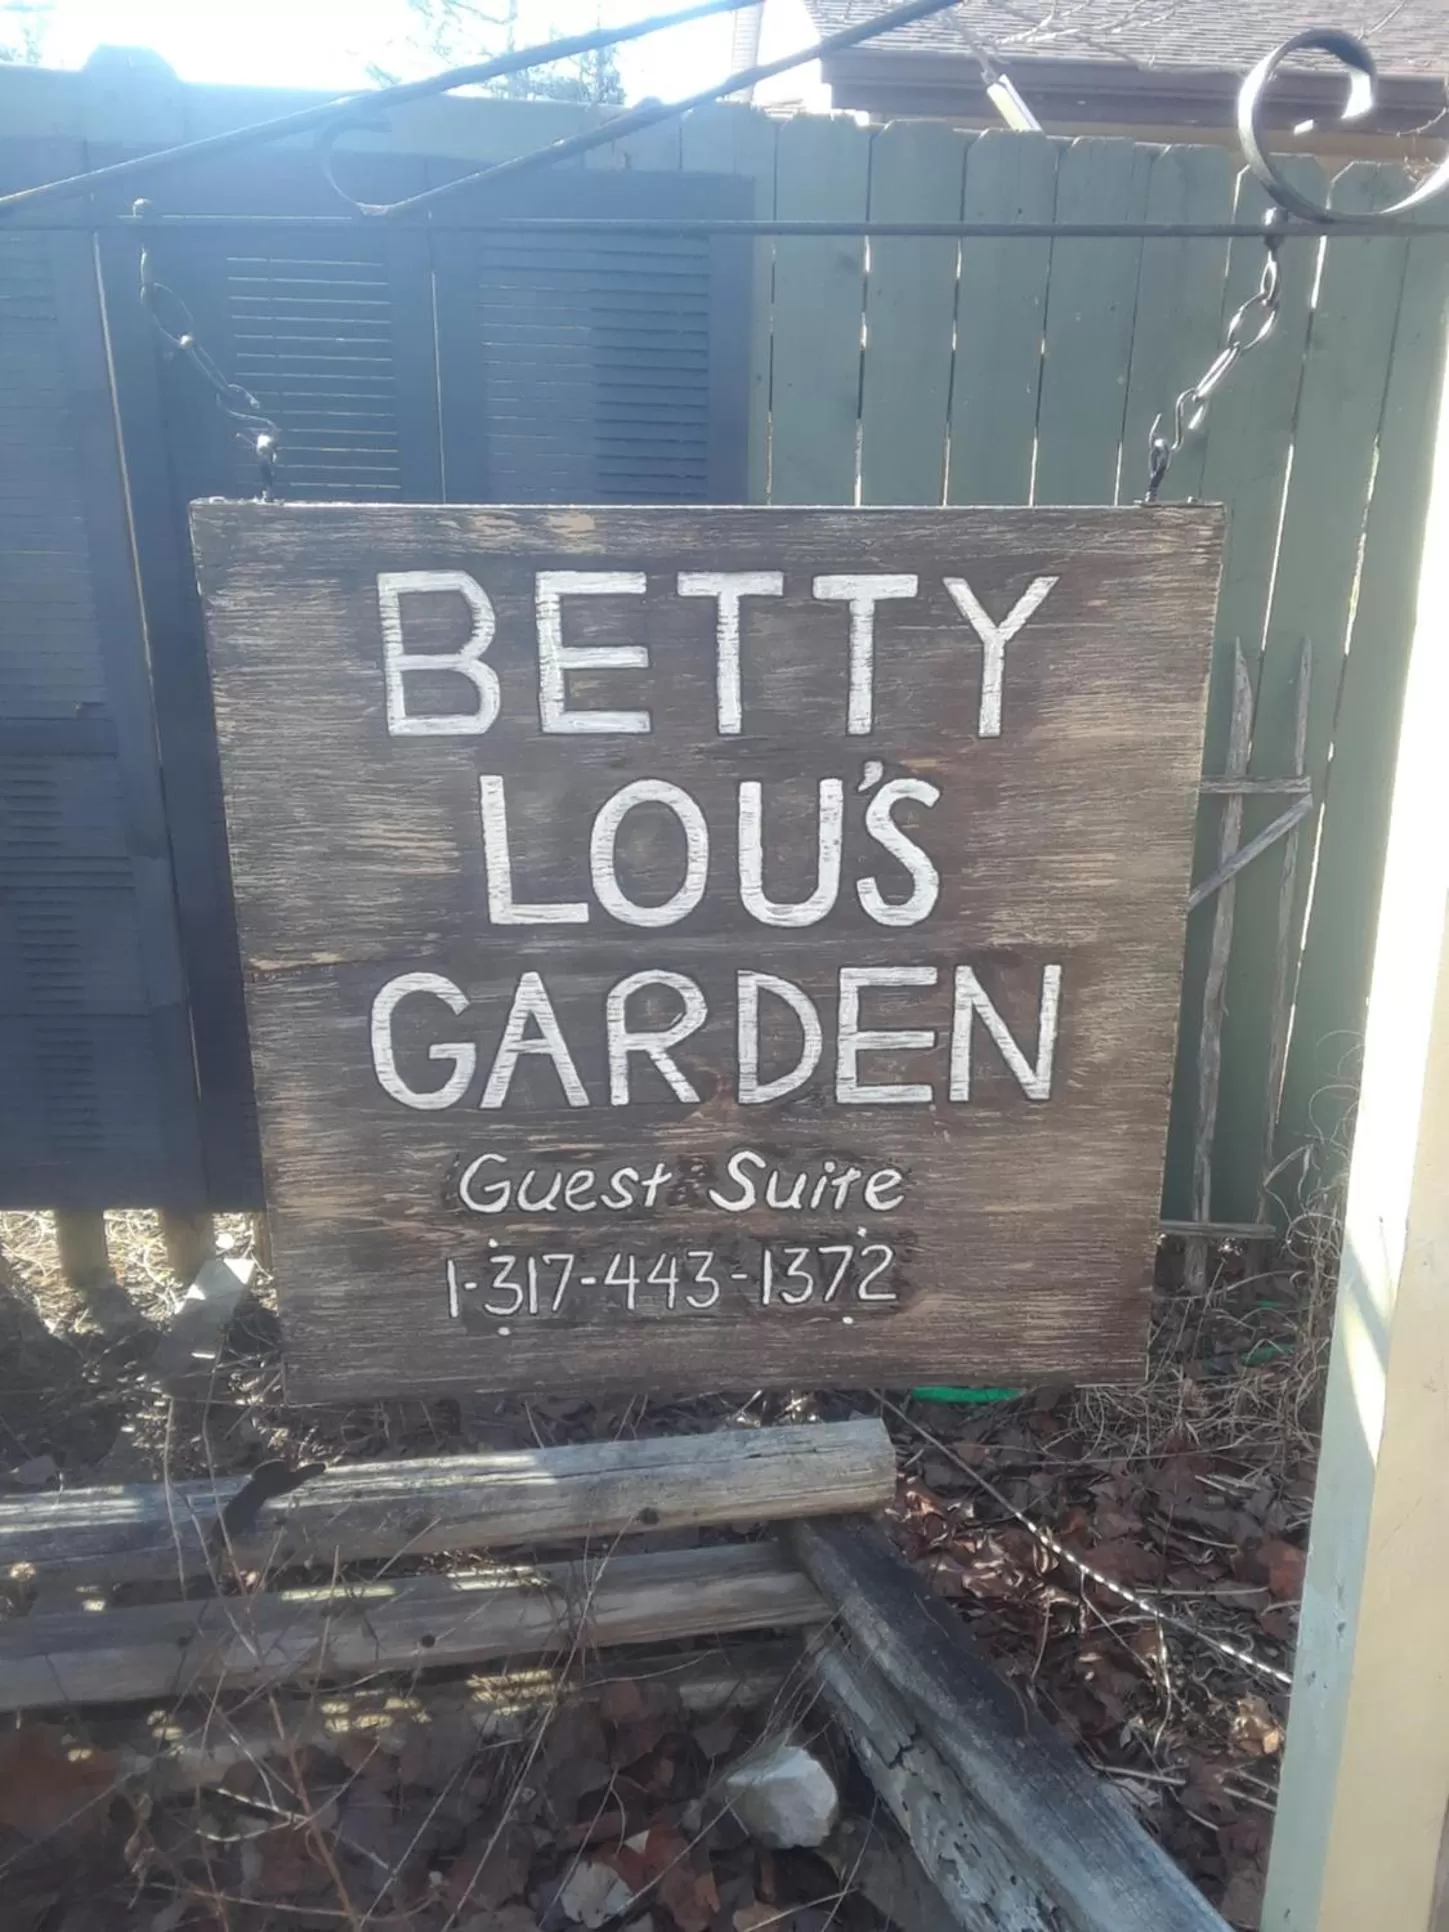 BETTY
LOU'S
GARDEN
Guest Suite
1-317-443-1372